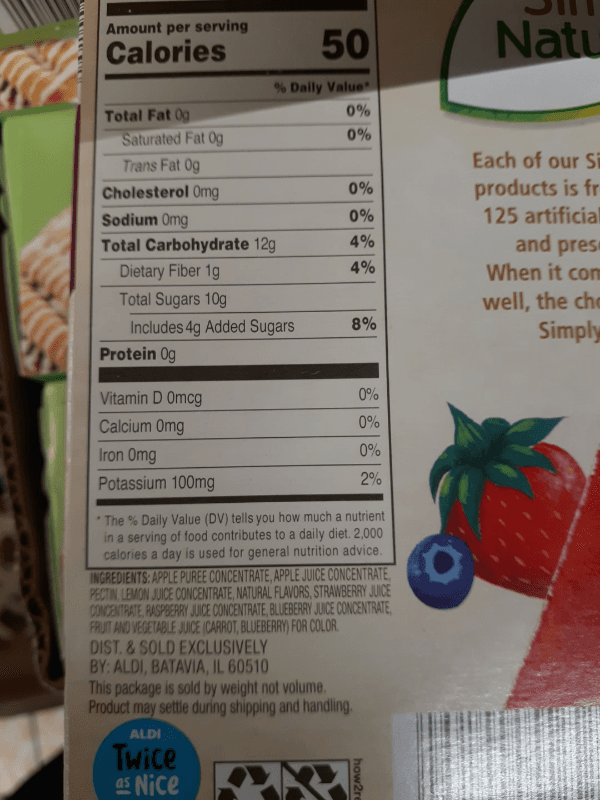 Amount per serving
Calories 50
% Daily Value*
Total Fat 0g 0%
Saturated Fat 0g 0%
Trans Fat 0g
Cholesterol 0mg 0%
Sodium 0mg 0%
Total Carbohydrate 12g 4%
Dietary Fiber 1g 4%
Total Sugars 10g
Includes 4g Added Sugars 8%
Protein 0g
Vitamin D 0mcg 0%
Calcium 0mg 0%
Iron 0mg 0%
Potassium 100mg 2%
* The % Daily Value (DV) tells you how much a nutrient
in a serving of food contributes to a daily diet. 2,000
calories a day is used for general nutrition advice.
INGREDIENTS: APPLE PUREE CONCENTRATE, APPLE JUICE CONCENTRATE,
PECTIN, LEMON JUICE CONCENTRATE, NATURAL FLAVORS, STRAWBERRY JUICE
CONCENTRATE, RASPBERRY JUICE CONCENTRATE, BLUEBERRY JUICE CONCENTRATE,
FRUIT AND VEGETABLE JUICE (CARROT, BLUEBERRY) FOR COLOR.
DIST. & SOLD EXCLUSIVELY
BY: ALDI, BATAVIA, IL 60510
This package is sold by weight not volume.
Product may settle during shipping and handling.
ALDI
Twice
as Nice
how2r
Natu
Each of our Si
products is fr
125 artificial
and pres
When it com
well, the cho
Simply